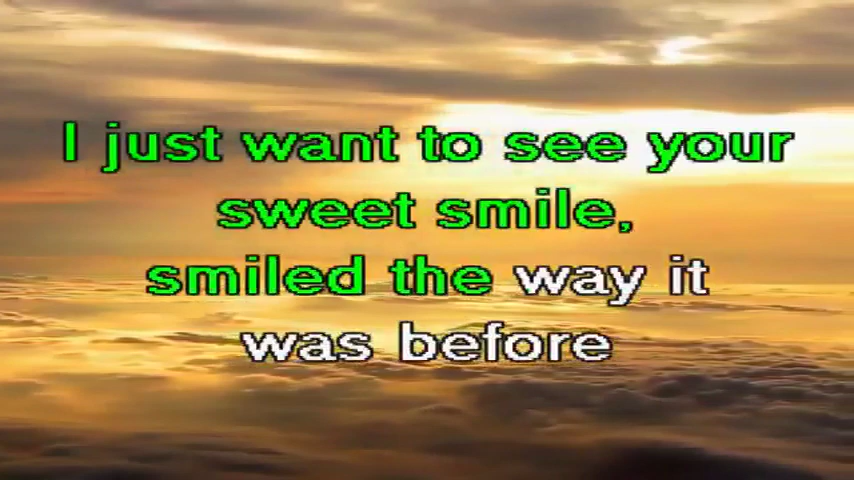 I just want to see your
sweet smile,
smiled the way it
was before